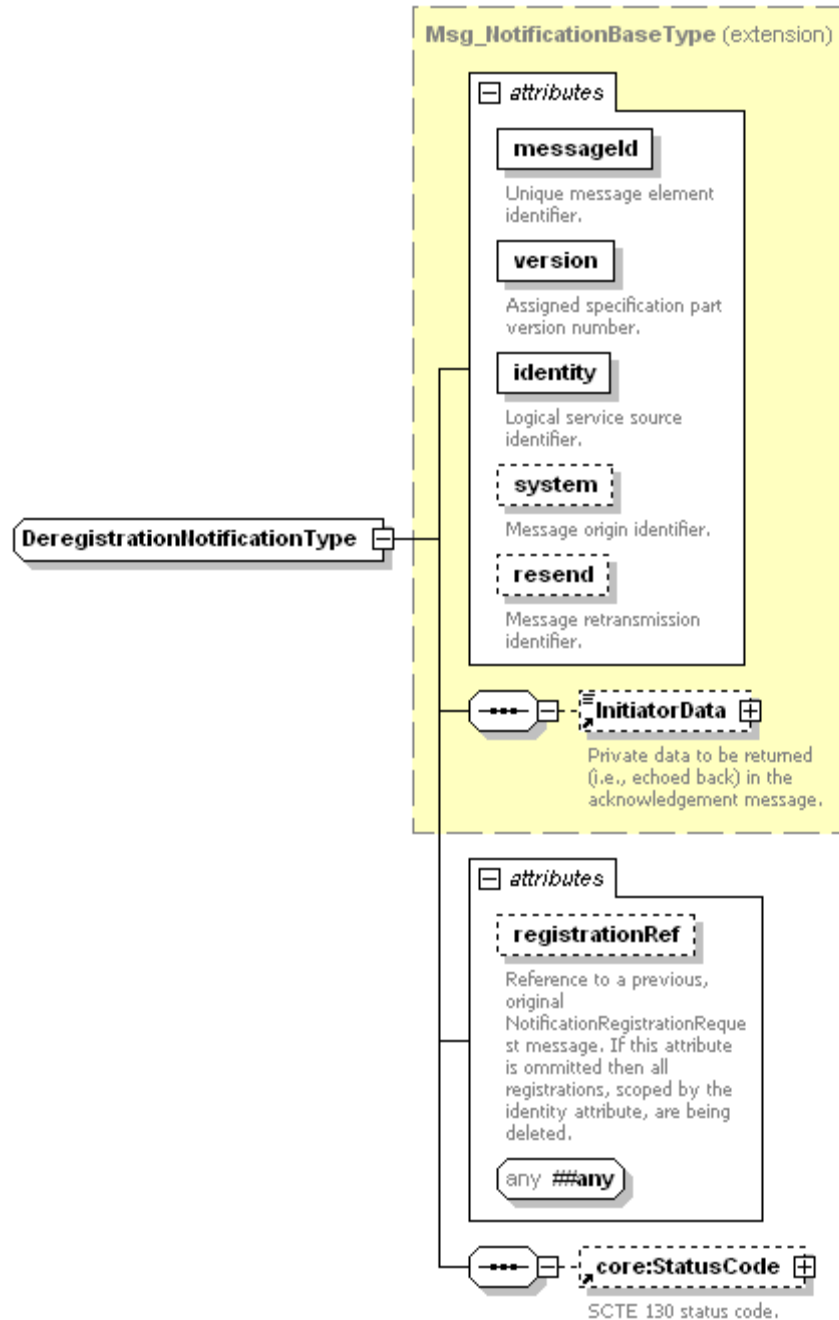 Msg_NotificationBaseType (extension)
attributes
messageId
Unique message element
identifier.
version
Assigned specification part
version number.
identity
Logical service source
identifier.
system
Message origin identifier.
resend
Message retransmission
identifier.
DeregistrationNotificationType
InitiatorData
Private data to be returned
(i.e., echoed back) in the
acknowledgement message.
attributes
registrationRef
Reference to a previous,
original
NotificationRegistrationReque
st message. If this attribute
is ommitted then all
registrations, scoped by the
identity attribute, are being
deleted.
any ##any
core:StatusCode
SCTE 130 status code.